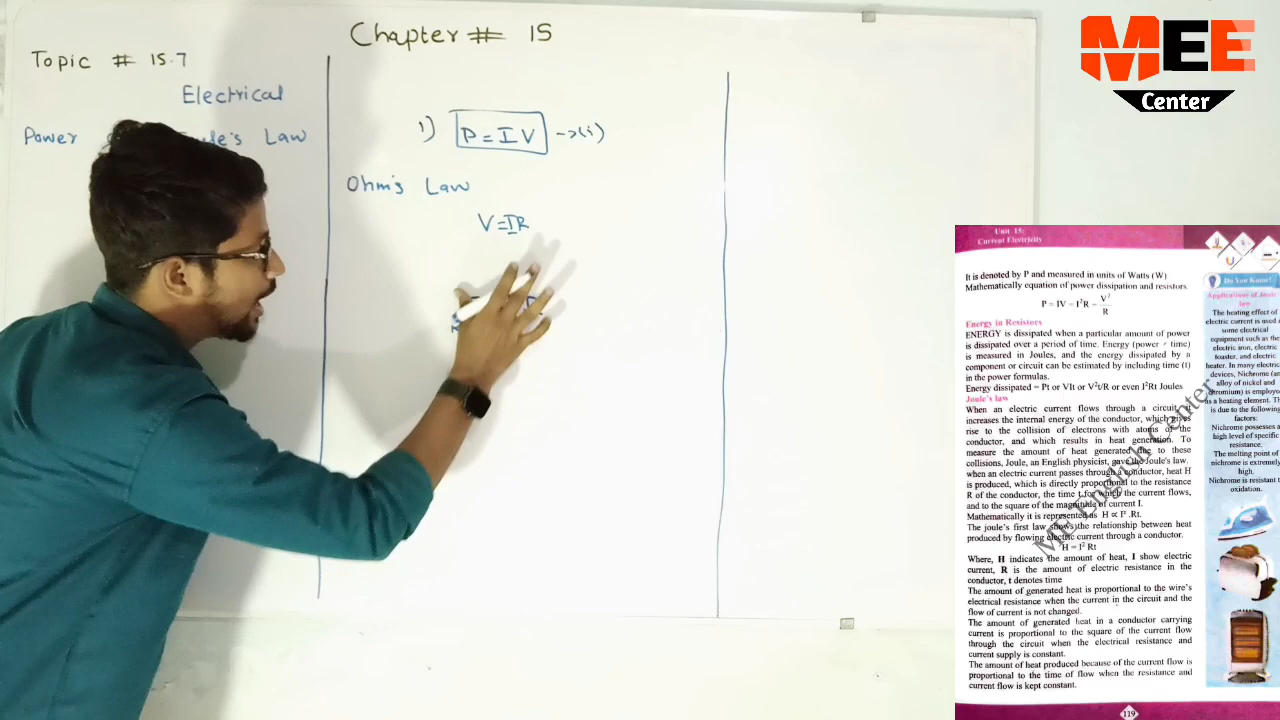 Chapter # 15
Topic # 15.7
Electrical
Power Joule's Law
1) P = I V →(i)
Ohm's Law
V = IR
MEE
Center
Unit 15:
Current Electricity
It is denoted by P and measured in units of Watts (W)
Mathematically equation of power dissipation and resistors.
P = IV = I²R = V²/R
Energy in Resistors
ENERGY is dissipated when a particular amount of power
is dissipated over a period of time. Energy (power × time)
is measured in Joules, and the energy dissipated by a
component or circuit can be estimated by including time (t)
in the power formulas.
Energy dissipated = Pt or VIt or V²t/R or even I²Rt Joules
Joule's law
When an electric current flows through a circuit, it
increases the internal energy of the conductor, which gives
rise to the collision of electrons with atoms of the
conductor, and which results in heat generation. To
measure the amount of heat generated due to these
collisions, Joule, an English physicist, gave us Joule's law.
when an electric current passes through a conductor, heat H
is produced, which is directly proportional to the resistance
R of the conductor, the time t for which the current flows,
and to the square of the magnitude of current I.
Mathematically it is represented as H ∝ I² .Rt.
The joule's first law shows the relationship between heat
produced by flowing electric current through a conductor.
H = I² Rt
Where, H indicates the amount of heat, I show electric
current, R is the amount of electric resistance in the
conductor, t denotes time
The amount of generated heat is proportional to the wire's
electrical resistance when the current in the circuit and the
flow of current is not changed.
The amount of generated heat in a conductor carrying
current is proportional to the square of the current flow
through the circuit when the electrical resistance and
current supply is constant.
The amount of heat produced because of the current flow is
proportional to the time of flow when the resistance and
current flow is kept constant.
Do You Know!
Applications of Joule's
law
The heating effect of
electric current is used in
some electrical
equipment such as the
electric iron, electric
toaster, and electric
heater. In many electric
devices, Nichrome (an
alloy of nickel and
chromium) is employed
as a heating element. This
is due to the following
factors:
Nichrome possesses a
high level of specific
resistance.
The melting point of
nichrome is extremely
high.
Nichrome is resistant to
oxidation.
ME English Center
119